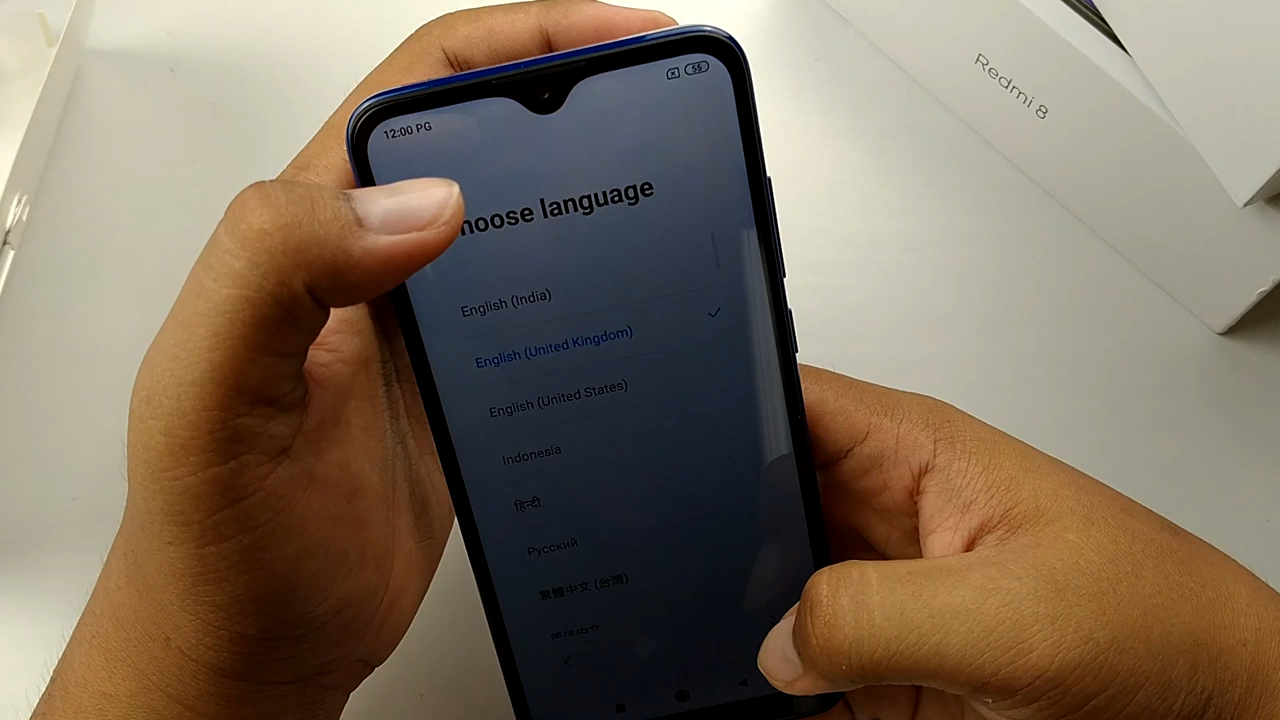 Redmi 8
55
12:00 PG
hoose language
English (India)
English (United Kingdom)
English (United States)
Indonesia
हिन्दी
Русский
繁體中文 (台灣)